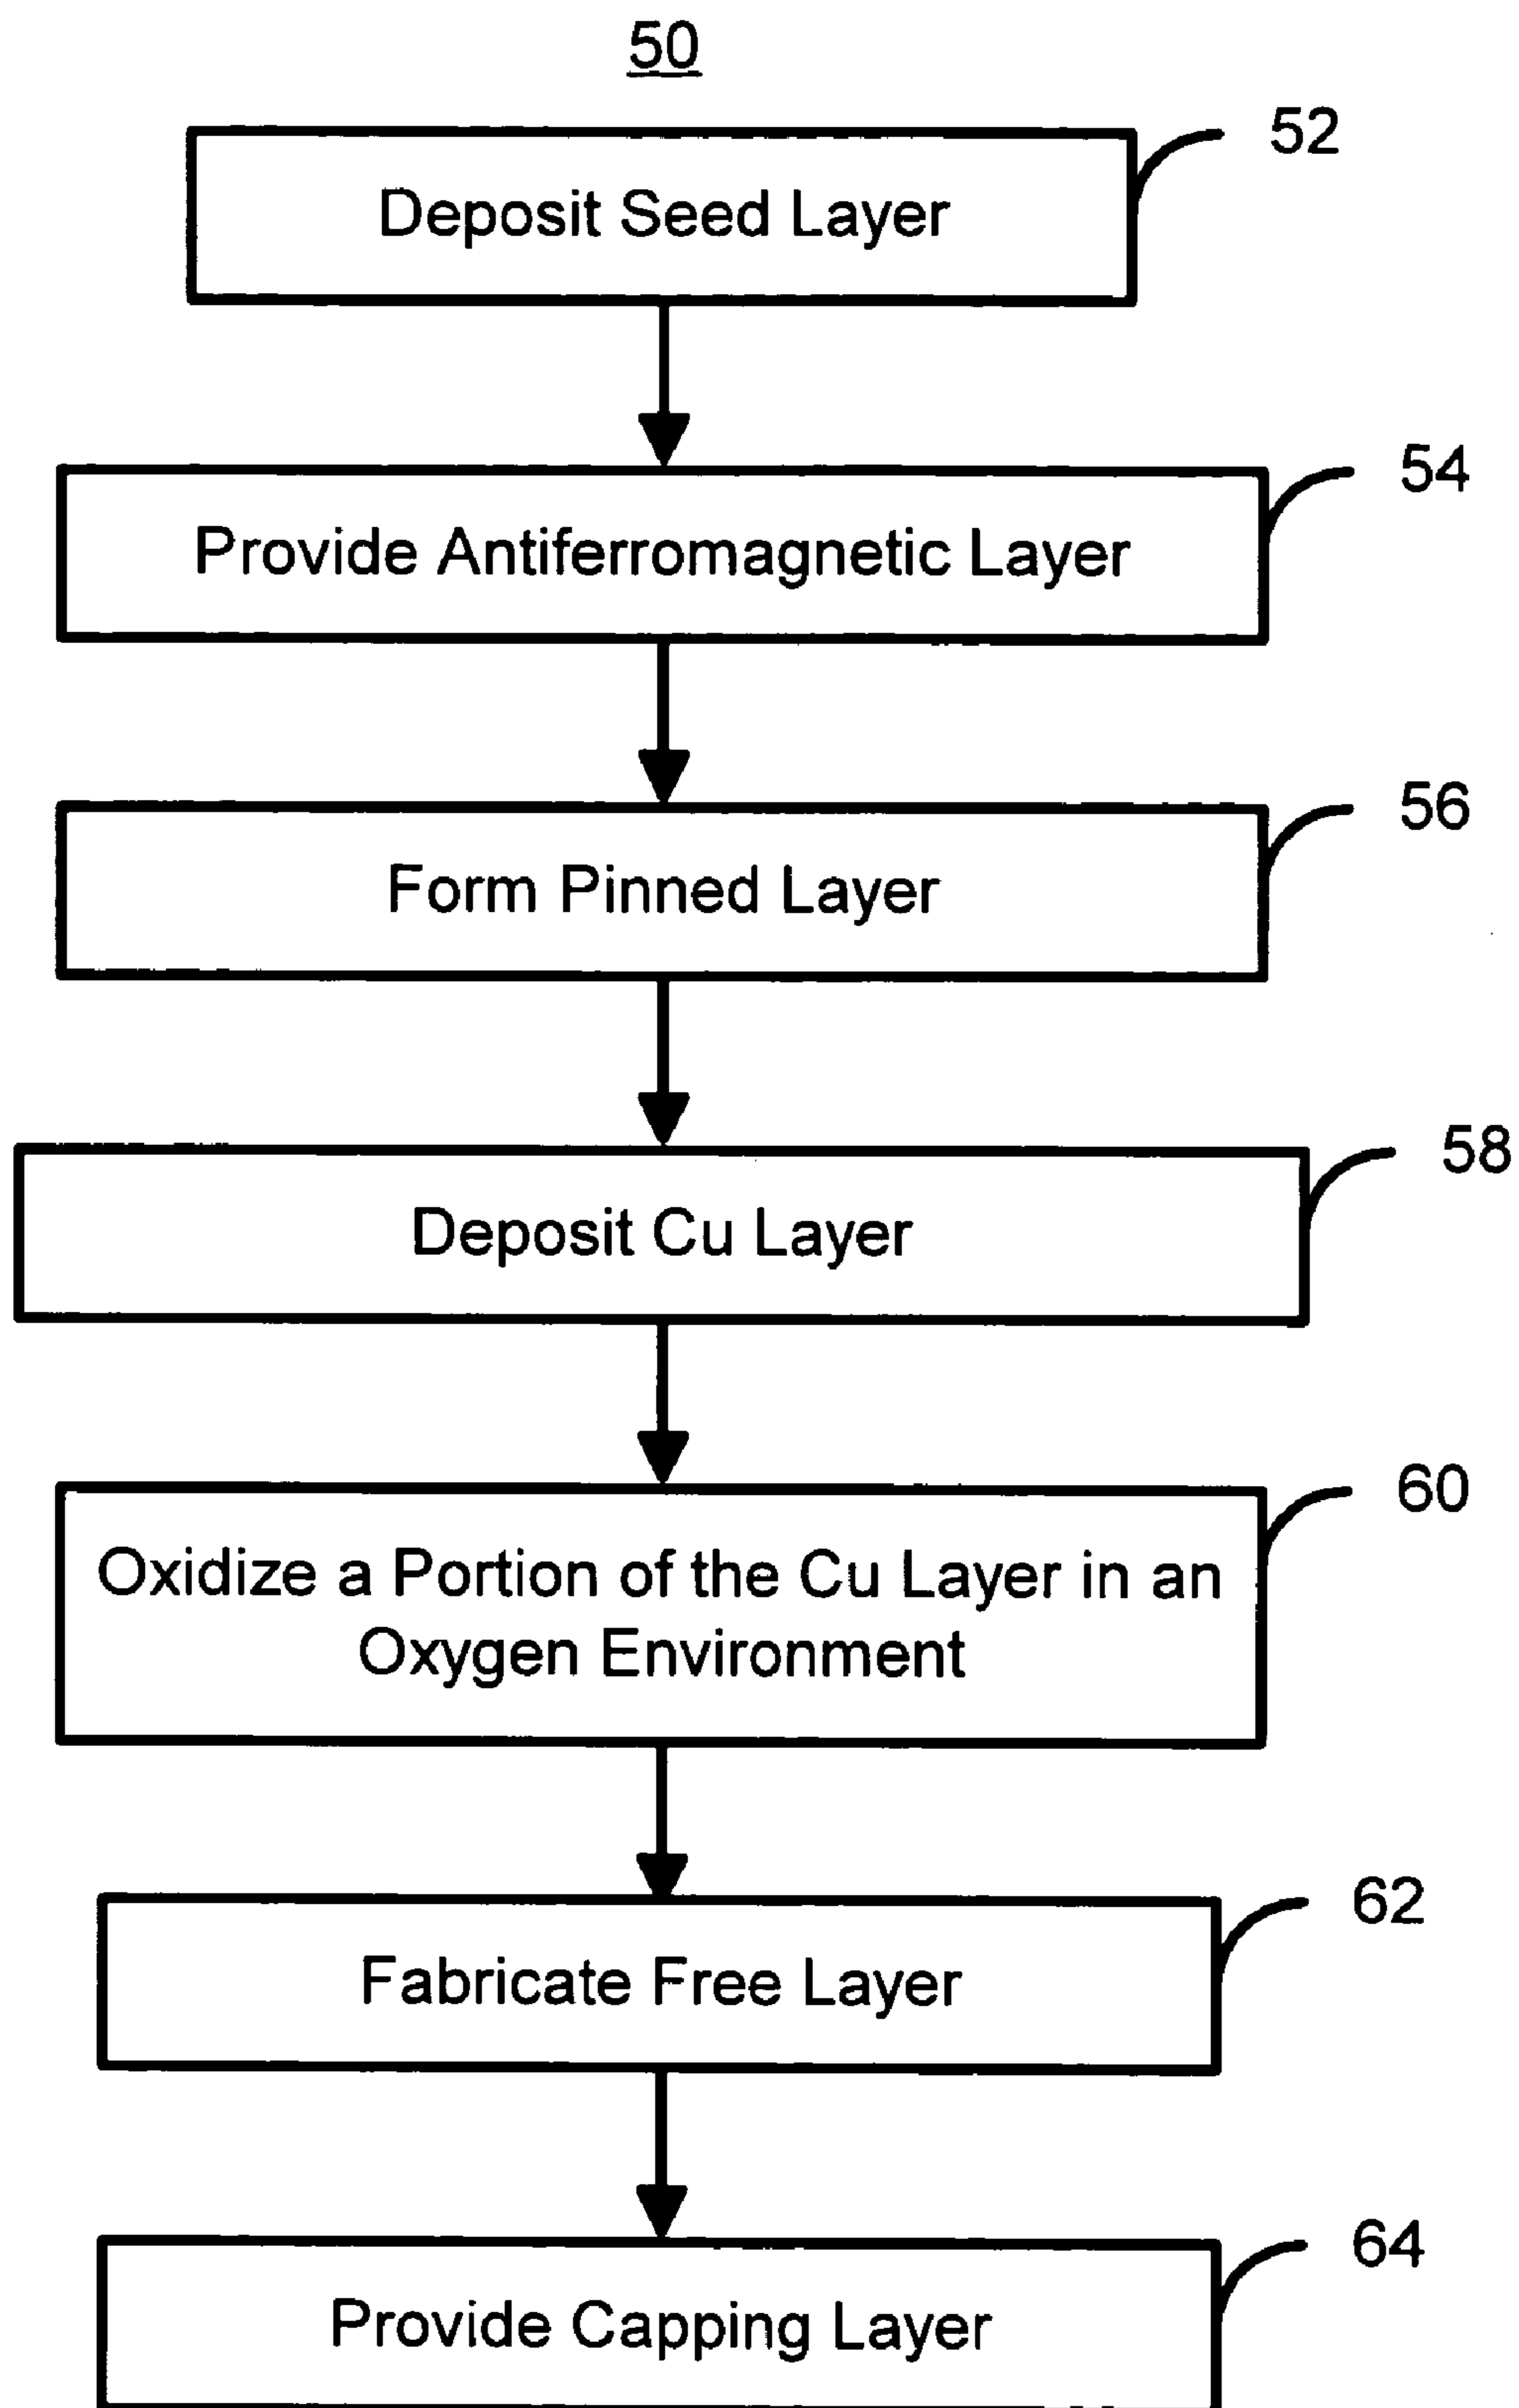 50
52
Deposit Seed Layer
54
Provide Antiferromagnetic Layer
56
Form Pinned Layer
58
Deposit Cu Layer
60
Oxidize a Portion of the Cu Layer in an
Oxygen Environment
62
Fabricate Free Layer
64
Provide Capping Layer